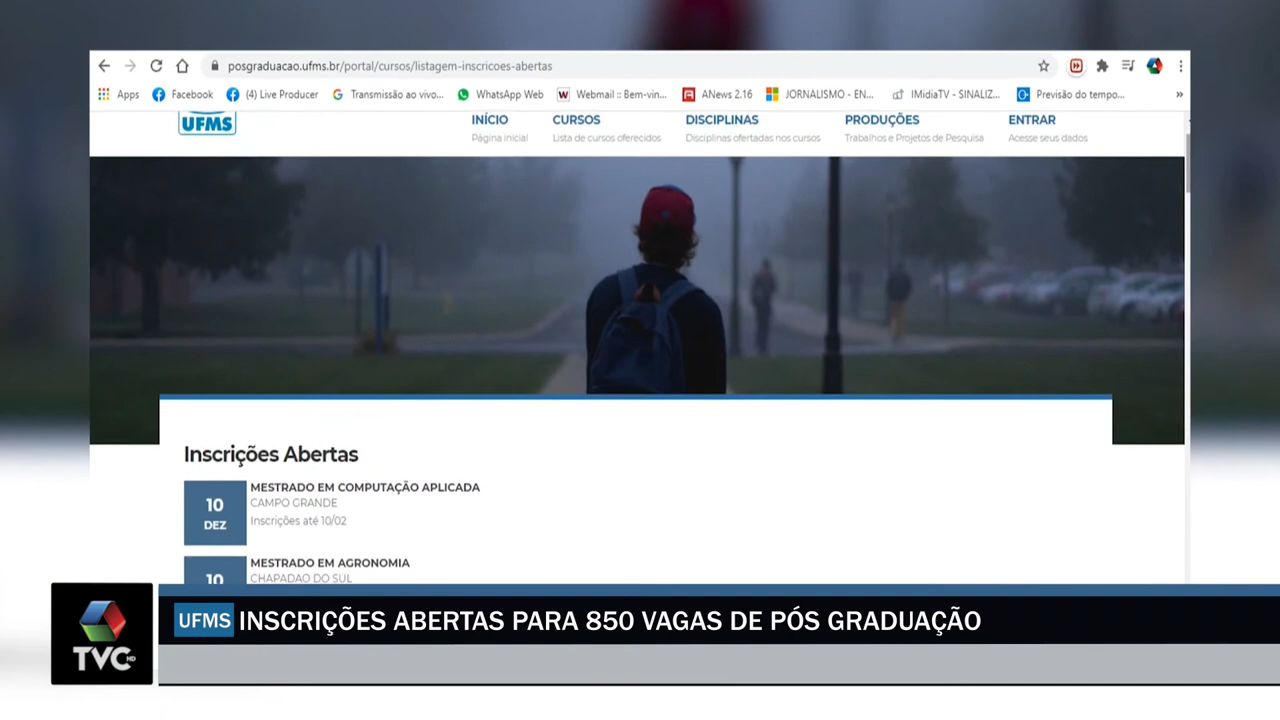 posgraduacao.ufms.br/portal/cursos/listagem-inscricoes-abertas
Apps Facebook (4) Live Producer Transmissão ao vivo... WhatsApp Web Webmail :: Bem-vin... ANews 2.16 JORNALISMO - EN... IMidiaTV - SINALIZ... Previsão do tempo... »
UFMS
INÍCIO CURSOS DISCIPLINAS PRODUÇÕES ENTRAR
Página inicial Lista de cursos oferecidos Disciplinas ofertadas nos cursos Trabalhos e Projetos de Pesquisa Acesse seus dados
Inscrições Abertas
10 DEZ
MESTRADO EM COMPUTAÇÃO APLICADA
CAMPO GRANDE
Inscrições até 10/02
10
MESTRADO EM AGRONOMIA
CHAPADAO DO SUL
UFMS INSCRIÇÕES ABERTAS PARA 850 VAGAS DE PÓS GRADUAÇÃO
TVC HD